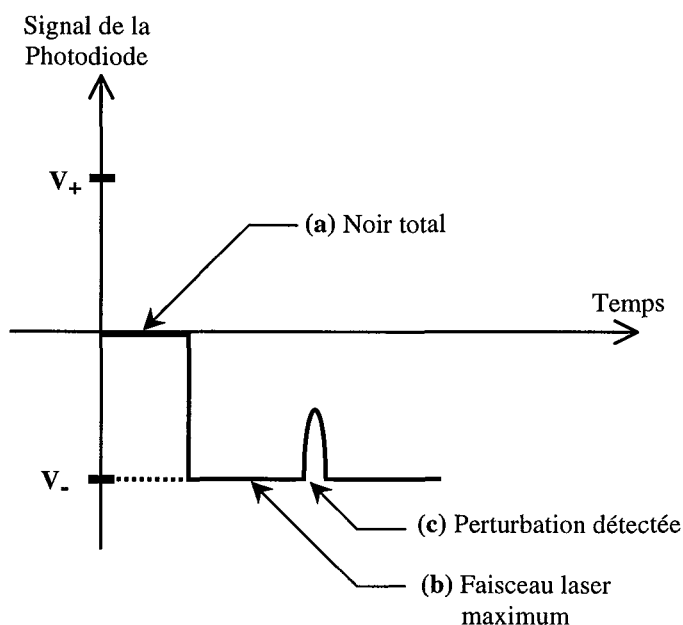 Signal de la
Photodiode
V+
(a) Noir total
Temps
V-
(c) Perturbation détectée
(b) Faisceau laser
maximum